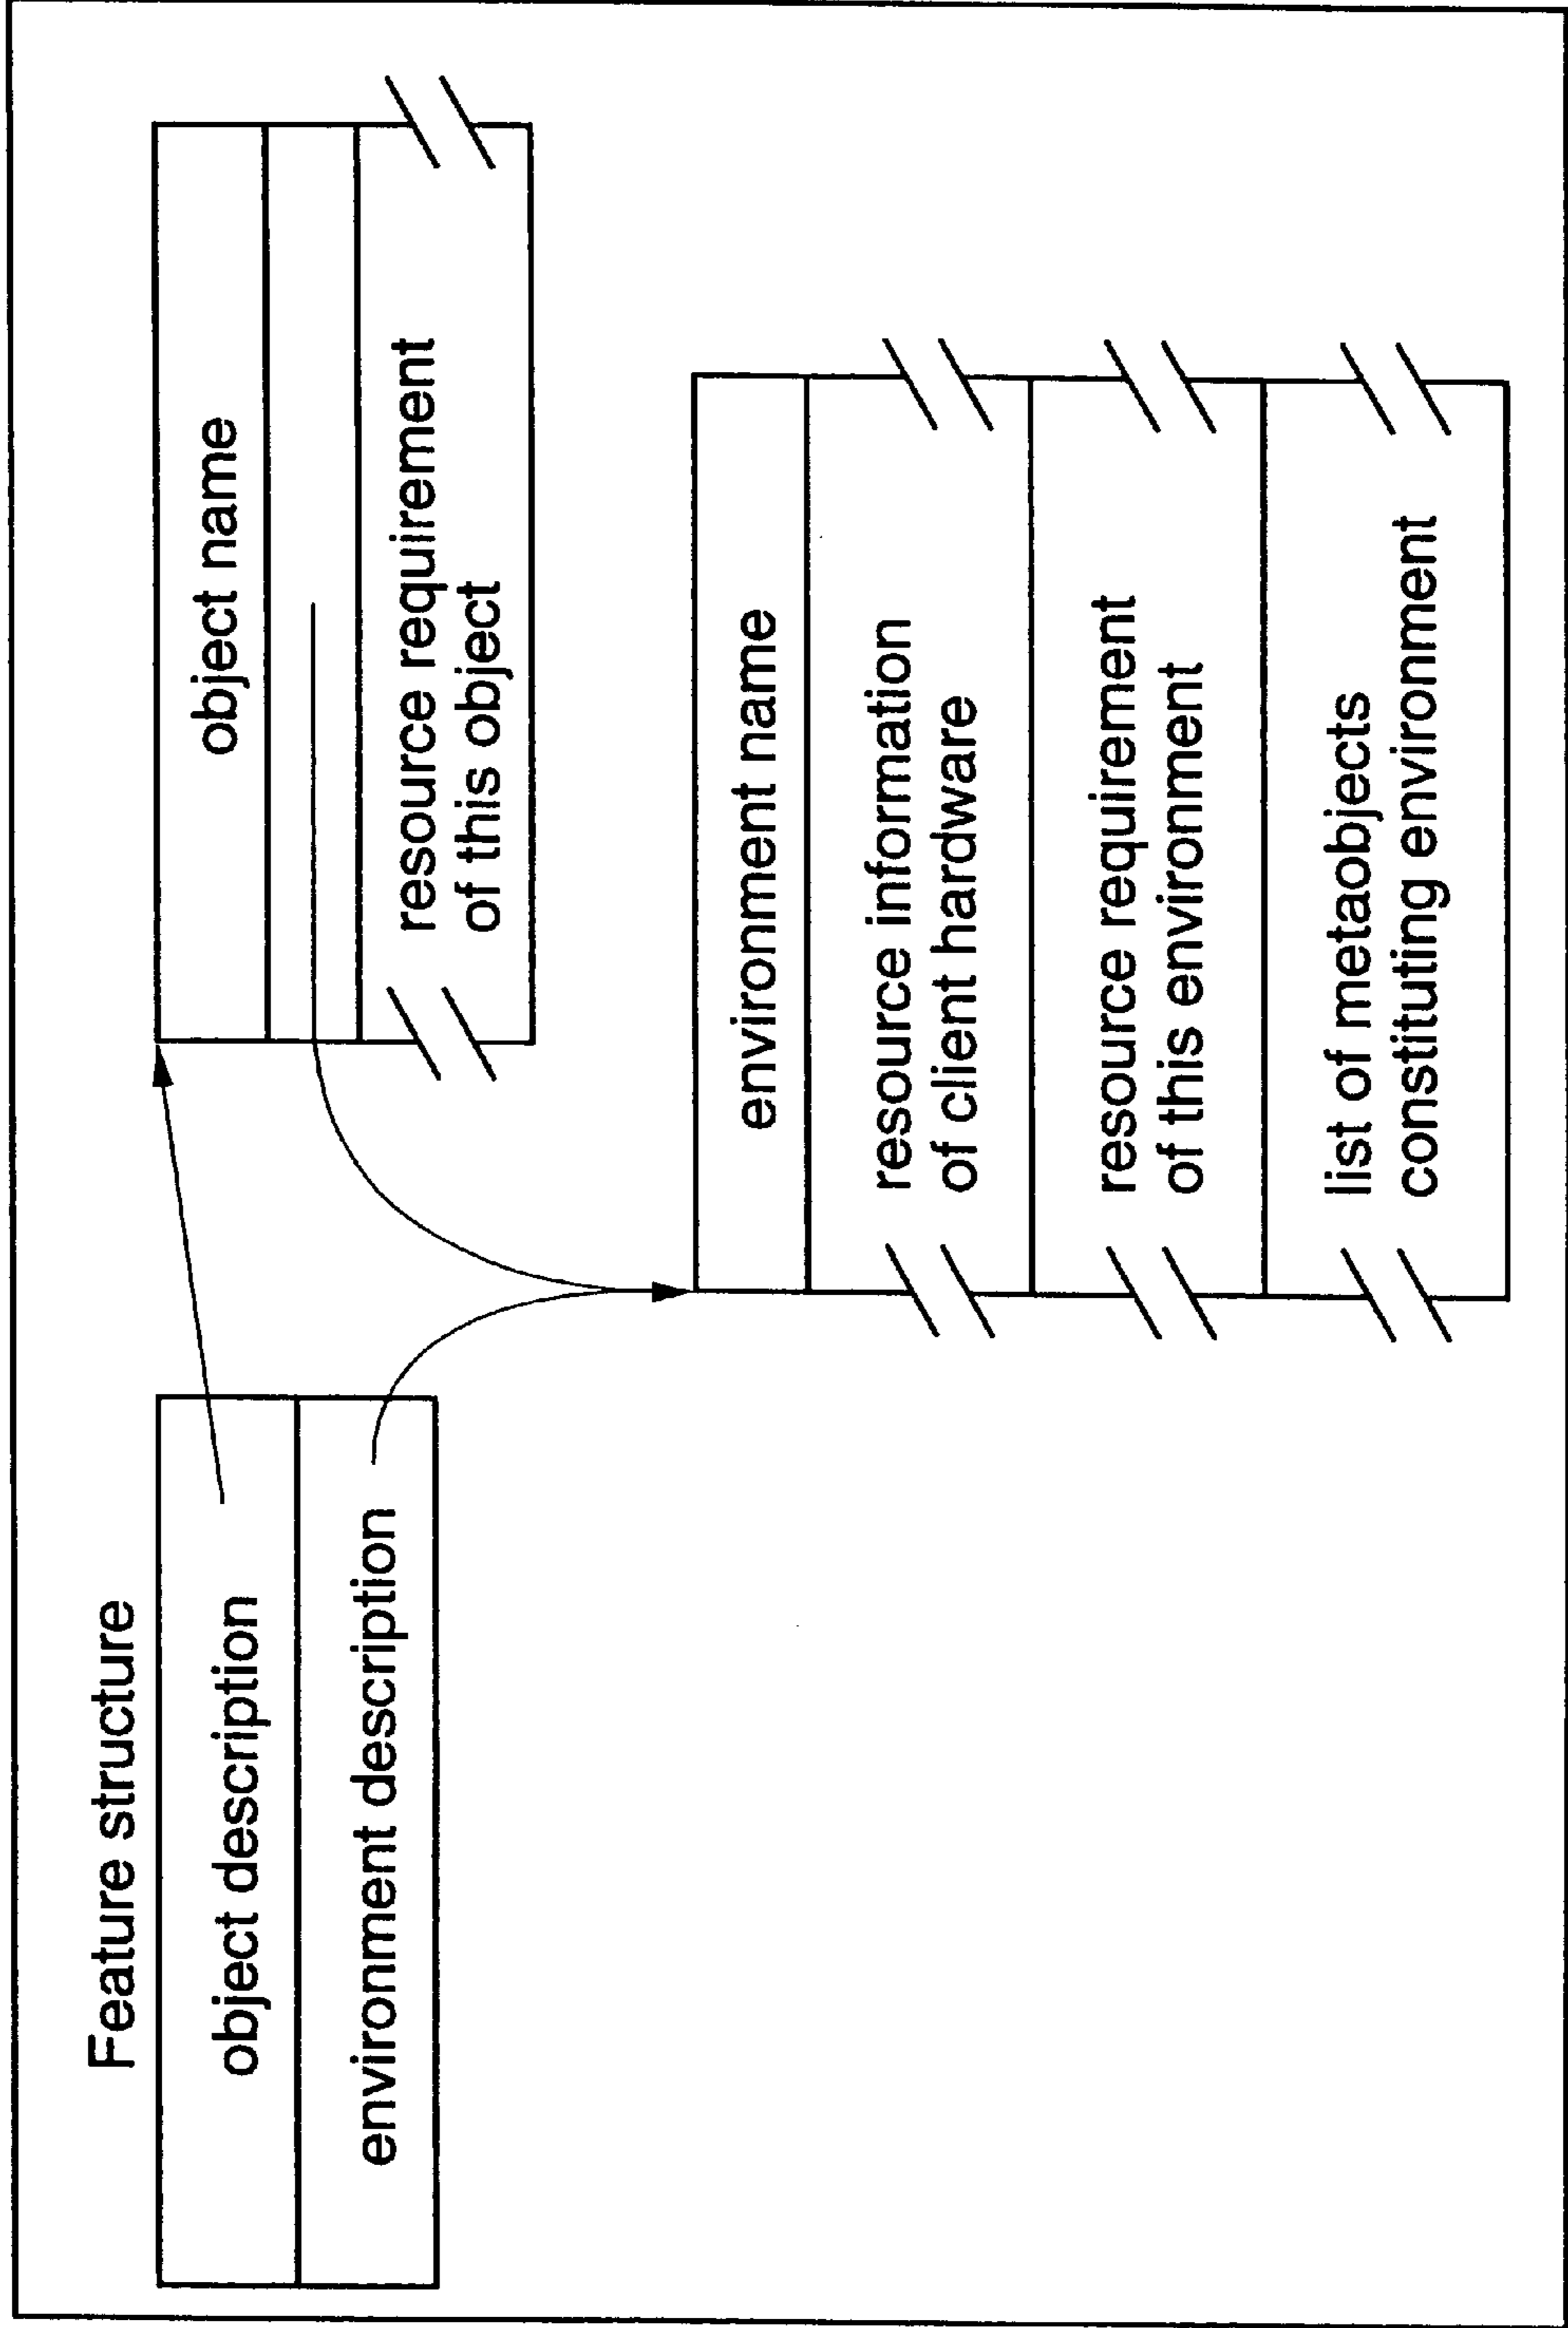 Feature structure
object description
environment description
object name
resource requirement
of this object
environment name
resource information
of client hardware
resource requirement
of this environment
list of metaobjects
constituting environment